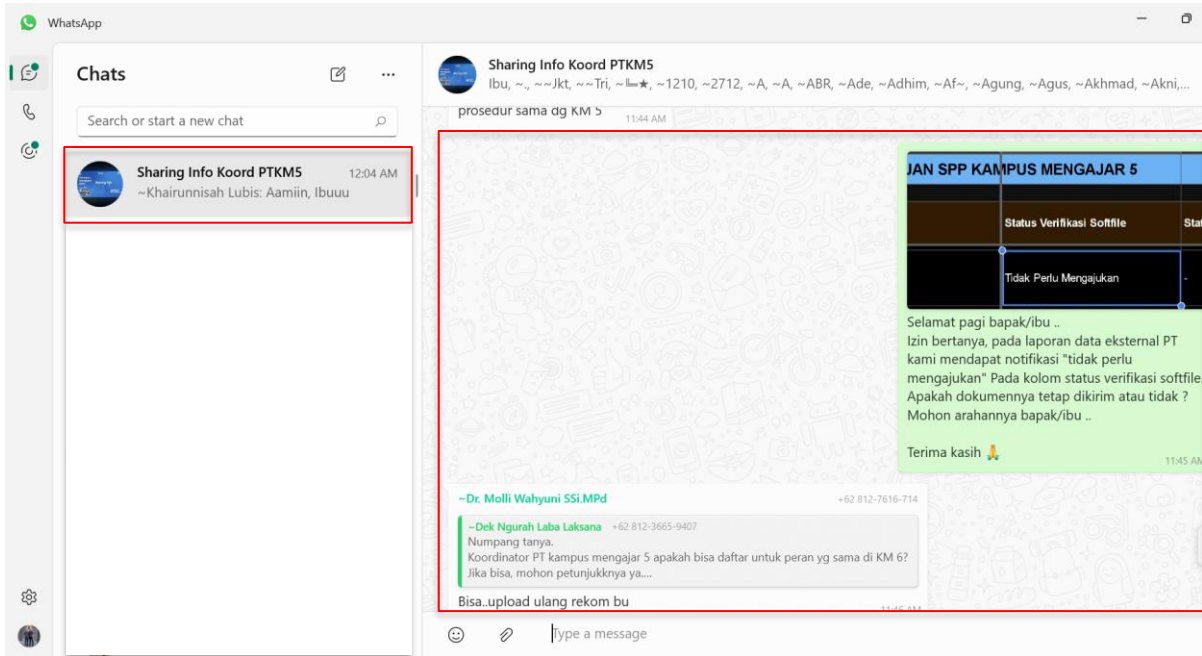 WhatsApp
Chats
Search or start a new chat
Sharing Info Koord PTKM5
12:04 AM
~Khairunnisah Lubis: Aamiin, Ibuuu
Sharing Info Koord PTKM5
Ibu, ~., ~~Jkt, ~~Tri, ~╚═★, ~1210, ~2712, ~A, ~A, ~ABR, ~Ade, ~Adhim, ~Af~, ~Agung, ~Agus, ~Akhmad, ~Akni,...
prosedur sama dg KM 5
11:44 AM
JAN SPP KAMPUS MENGAJAR 5
Status Verifikasi Softfile
Stat
Tidak Perlu Mengajukan
-
Selamat pagi bapak/ibu ..
Izin bertanya, pada laporan data eksternal PT
kami mendapat notifikasi "tidak perlu
mengajukan" Pada kolom status verifikasi softfile
Apakah dokumennya tetap dikirim atau tidak ?
Mohon arahannya bapak/ibu ..
Terima kasih 🙏
11:45 AM
~Dr. Molli Wahyuni SSi.MPd
+62 812-7616-714
~Dek Ngurah Laba Laksana +62 812-3665-9407
Numpang tanya.
Koordinator PT kampus mengajar 5 apakah bisa daftar untuk peran yg sama di KM 6?
Jika bisa, mohon petunjukknya ya....
Bisa..upload ulang rekom bu
11:46 AM
Type a message